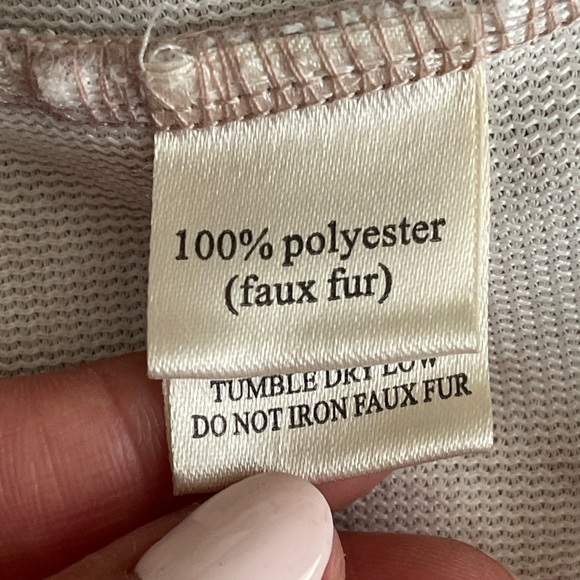 100% polyester
(faux fur)
TUMBLE DRY LOW
DO NOT IRON FAUX FUR